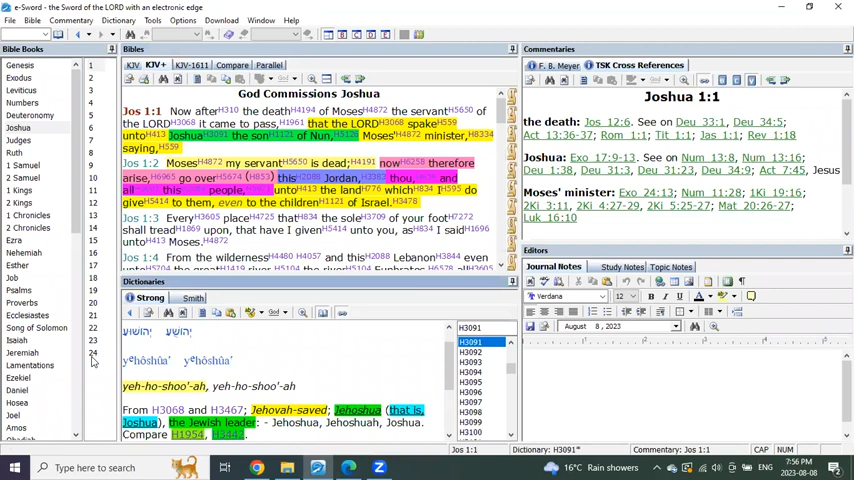 e-Sword - the Sword of the LORD with an electronic edge
File Bible Commentary Dictionary Tools Options Download Window Help
Bible Books
Genesis
Exodus
Leviticus
Numbers
Deuteronomy
Joshua
Judges
Ruth
1 Samuel
2 Samuel
1 Kings
2 Kings
1 Chronicles
2 Chronicles
Ezra
Nehemiah
Esther
Job
Psalms
Proverbs
Ecclesiastes
Song of Solomon
Isaiah
Jeremiah
Lamentations
Ezekiel
Daniel
Hosea
Joel
Amos
Obadiah
1
2
3
4
5
6
7
8
9
10
11
12
13
14
15
16
17
18
19
20
21
22
23
24
Bibles
KJV KJV+ KJV-1611 Compare Parallel
God Commissions Joshua
Jos 1:1 Now after H310 the death H4194 of Moses H4872 the servant H5650 of
the LORD H3068 it came to pass, H1961 that the LORD H3068 spake H559
unto H413 Joshua H3091 the son H1121 of Nun, H5126 Moses' H4872 minister, H8334
saying, H559
Jos 1:2 Moses H4872 my servant H5650 is dead; H4191 now H6258 therefore
arise, H6965 go over H5674 (H853) this H2088 Jordan, H3383 thou, and
all this people, unto H413 the land H776 which H834 I H595 do
give H5414 to them, even to the children H1121 of Israel. H3478
Jos 1:3 Every H3605 place H4725 that H834 the sole H3709 of your foot H7272
shall tread H1869 upon, that have I given H5414 unto you, as H834 I said H1696
unto H413 Moses. H4872
Jos 1:4 From the wilderness H4480 H4057 and this H2088 Lebanon H3844 even
unto H5704 the great H1419 river, H5104 the river H5104 Euphrates, H6578 all H3605
Dictionaries
Strong Smith
H3091
יְהוֹשֻׁעַ יְהוֹשׁוּעַ
yᵉhôshûa‛ yᵉhôshûa‛
yeh-ho-shoo'-ah, yeh-ho-shoo'-ah
From H3068 and H3467; Jehovah-saved; Jehoshua (that is,
Joshua), the Jewish leader: - Jehoshua, Jehoshuah, Joshua.
Compare H1954, H3442.
H3091
H3092
H3093
H3094
H3095
H3096
H3097
H3098
H3099
H3100
Commentaries
F. B. Meyer TSK Cross References
Joshua 1:1
the death: Jos 12:6. See on Deu 33:1, Deu 34:5;
Act 13:36-37; Rom 1:1; Tit 1:1; Jas 1:1; Rev 1:18
Joshua: Exo 17:9-13. See on Num 13:8, Num 13:16;
Deu 1:38, Deu 31:3, Deu 31:23, Deu 34:9; Act 7:45, Jesus
Moses' minister: Exo 24:13; Num 11:28; 1Ki 19:16;
2Ki 3:11, 2Ki 4:27-29, 2Ki 5:25-27; Mat 20:26-27;
Luk 16:10
Editors
Journal Notes Study Notes Topic Notes
Verdana 12 B I U A
August 8, 2023
Jos 1:1 Dictionary: H3091* Commentary: Jos 1:1 CAP NUM
Type here to search
16°C Rain showers
ENG
7:56 PM
2023-08-08
2